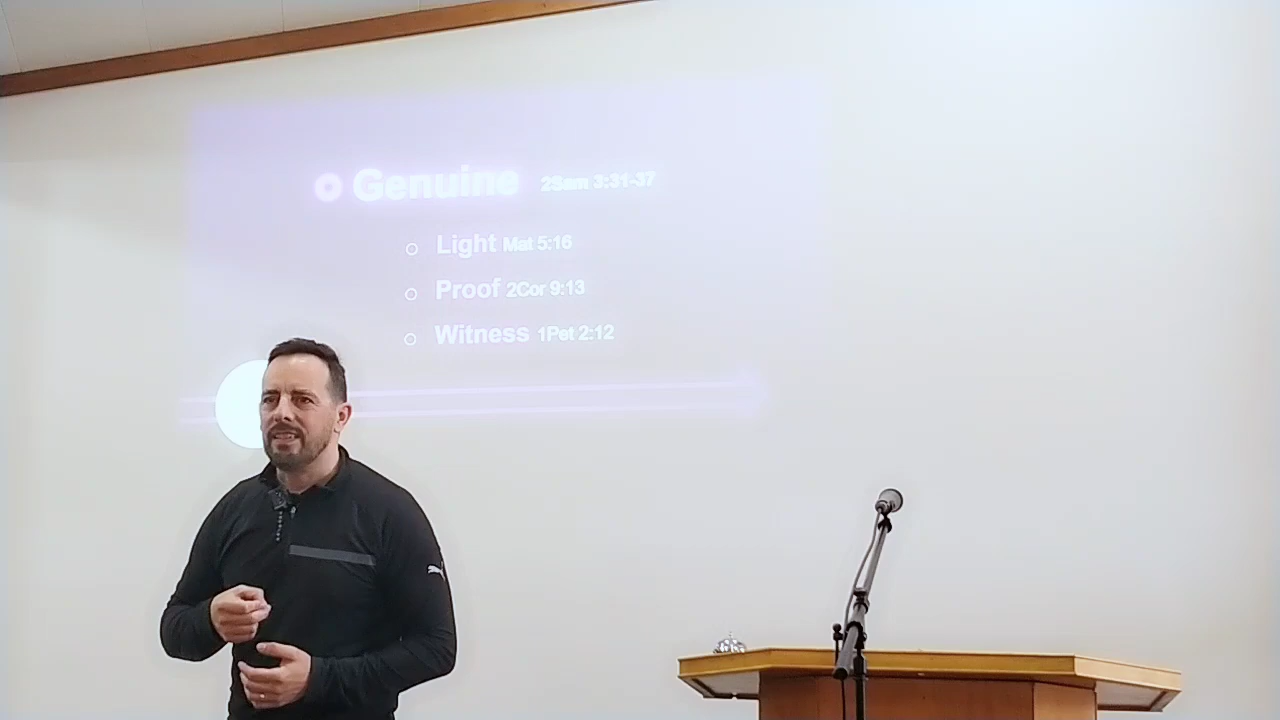 Genuine 2Sam 3:31-37
Light Mat 5:16
Proof 2Cor 9:13
Witness 1Pet 2:12